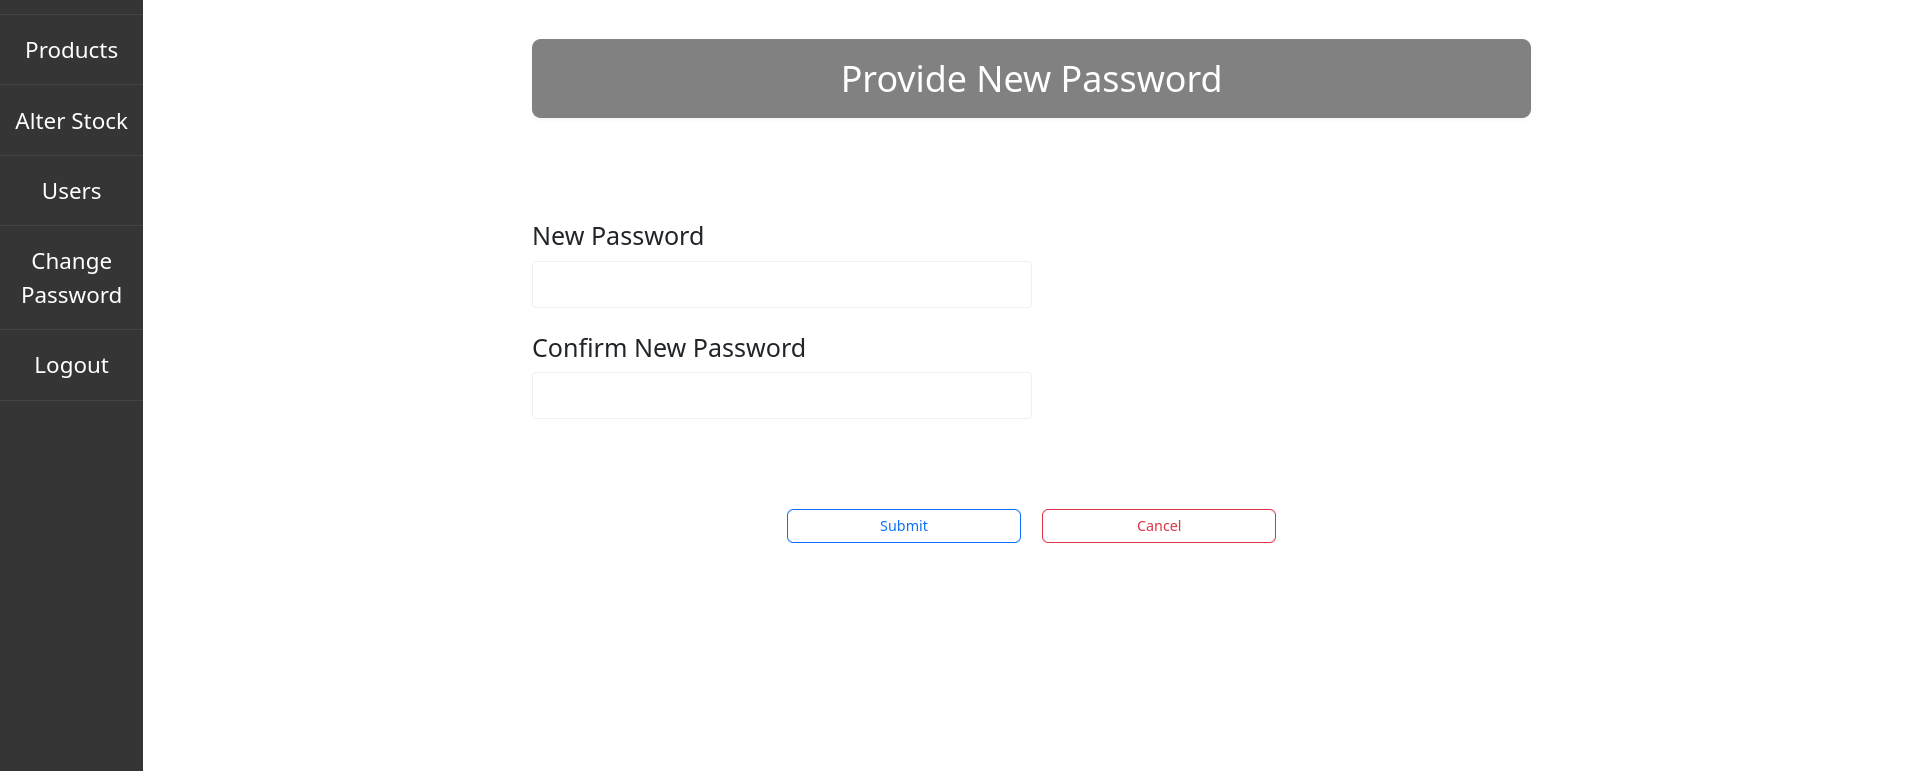 Products
Alter Stock
Users
Change
Password
Logout
Provide New Password
New Password
Confirm New Password
Submit
Cancel